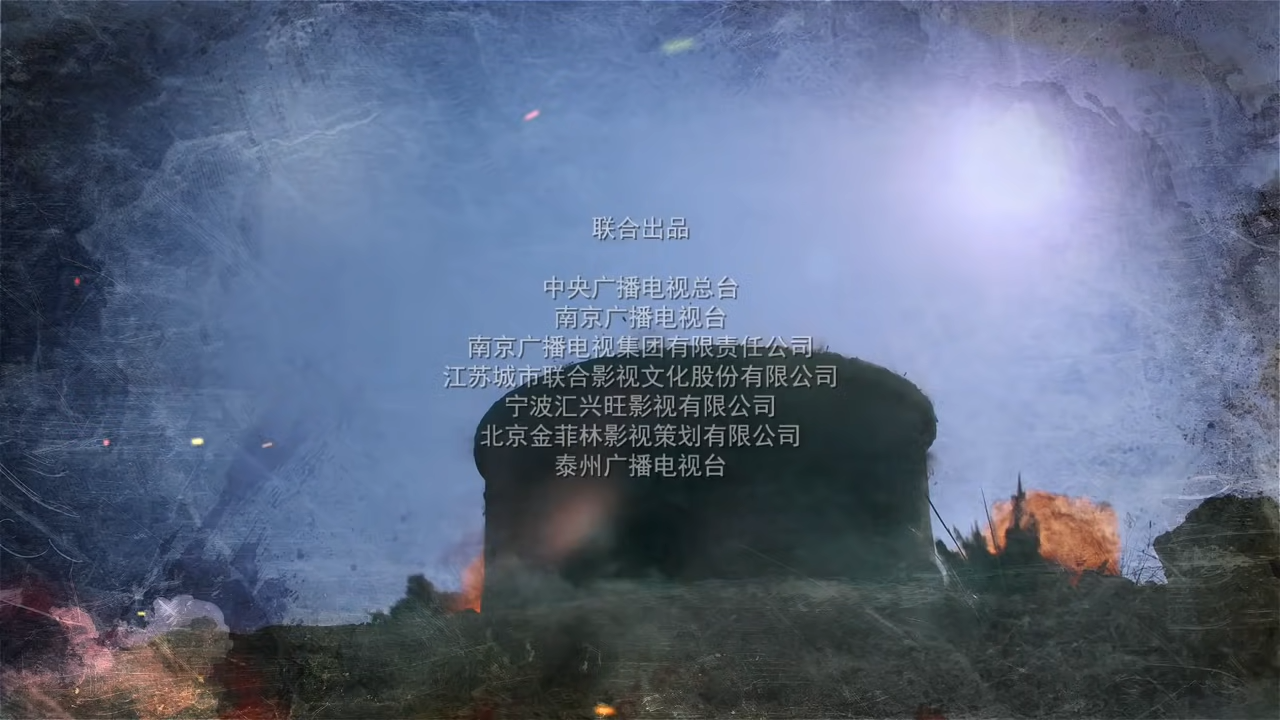 联合出品
中央广播电视总台
南京广播电视台
南京广播电视集团有限责任公司
江苏城市联合影视文化股份有限公司
宁波汇兴旺影视有限公司
北京金菲林影视策划有限公司
泰州广播电视台